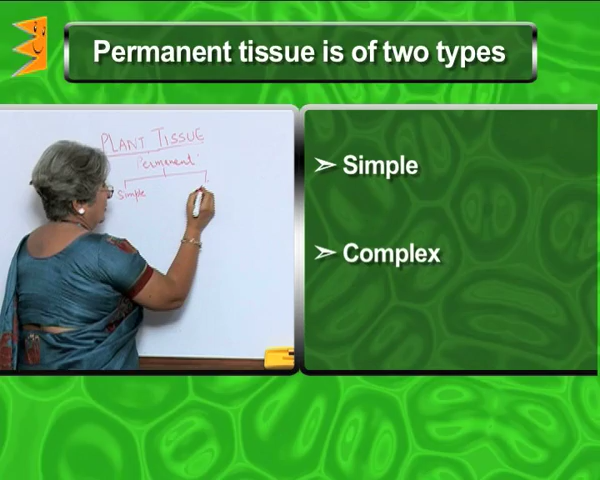 Permanent tissue is of two types
PLANT TISSUE
Permanent
Simple
➢ Simple
➢ Complex